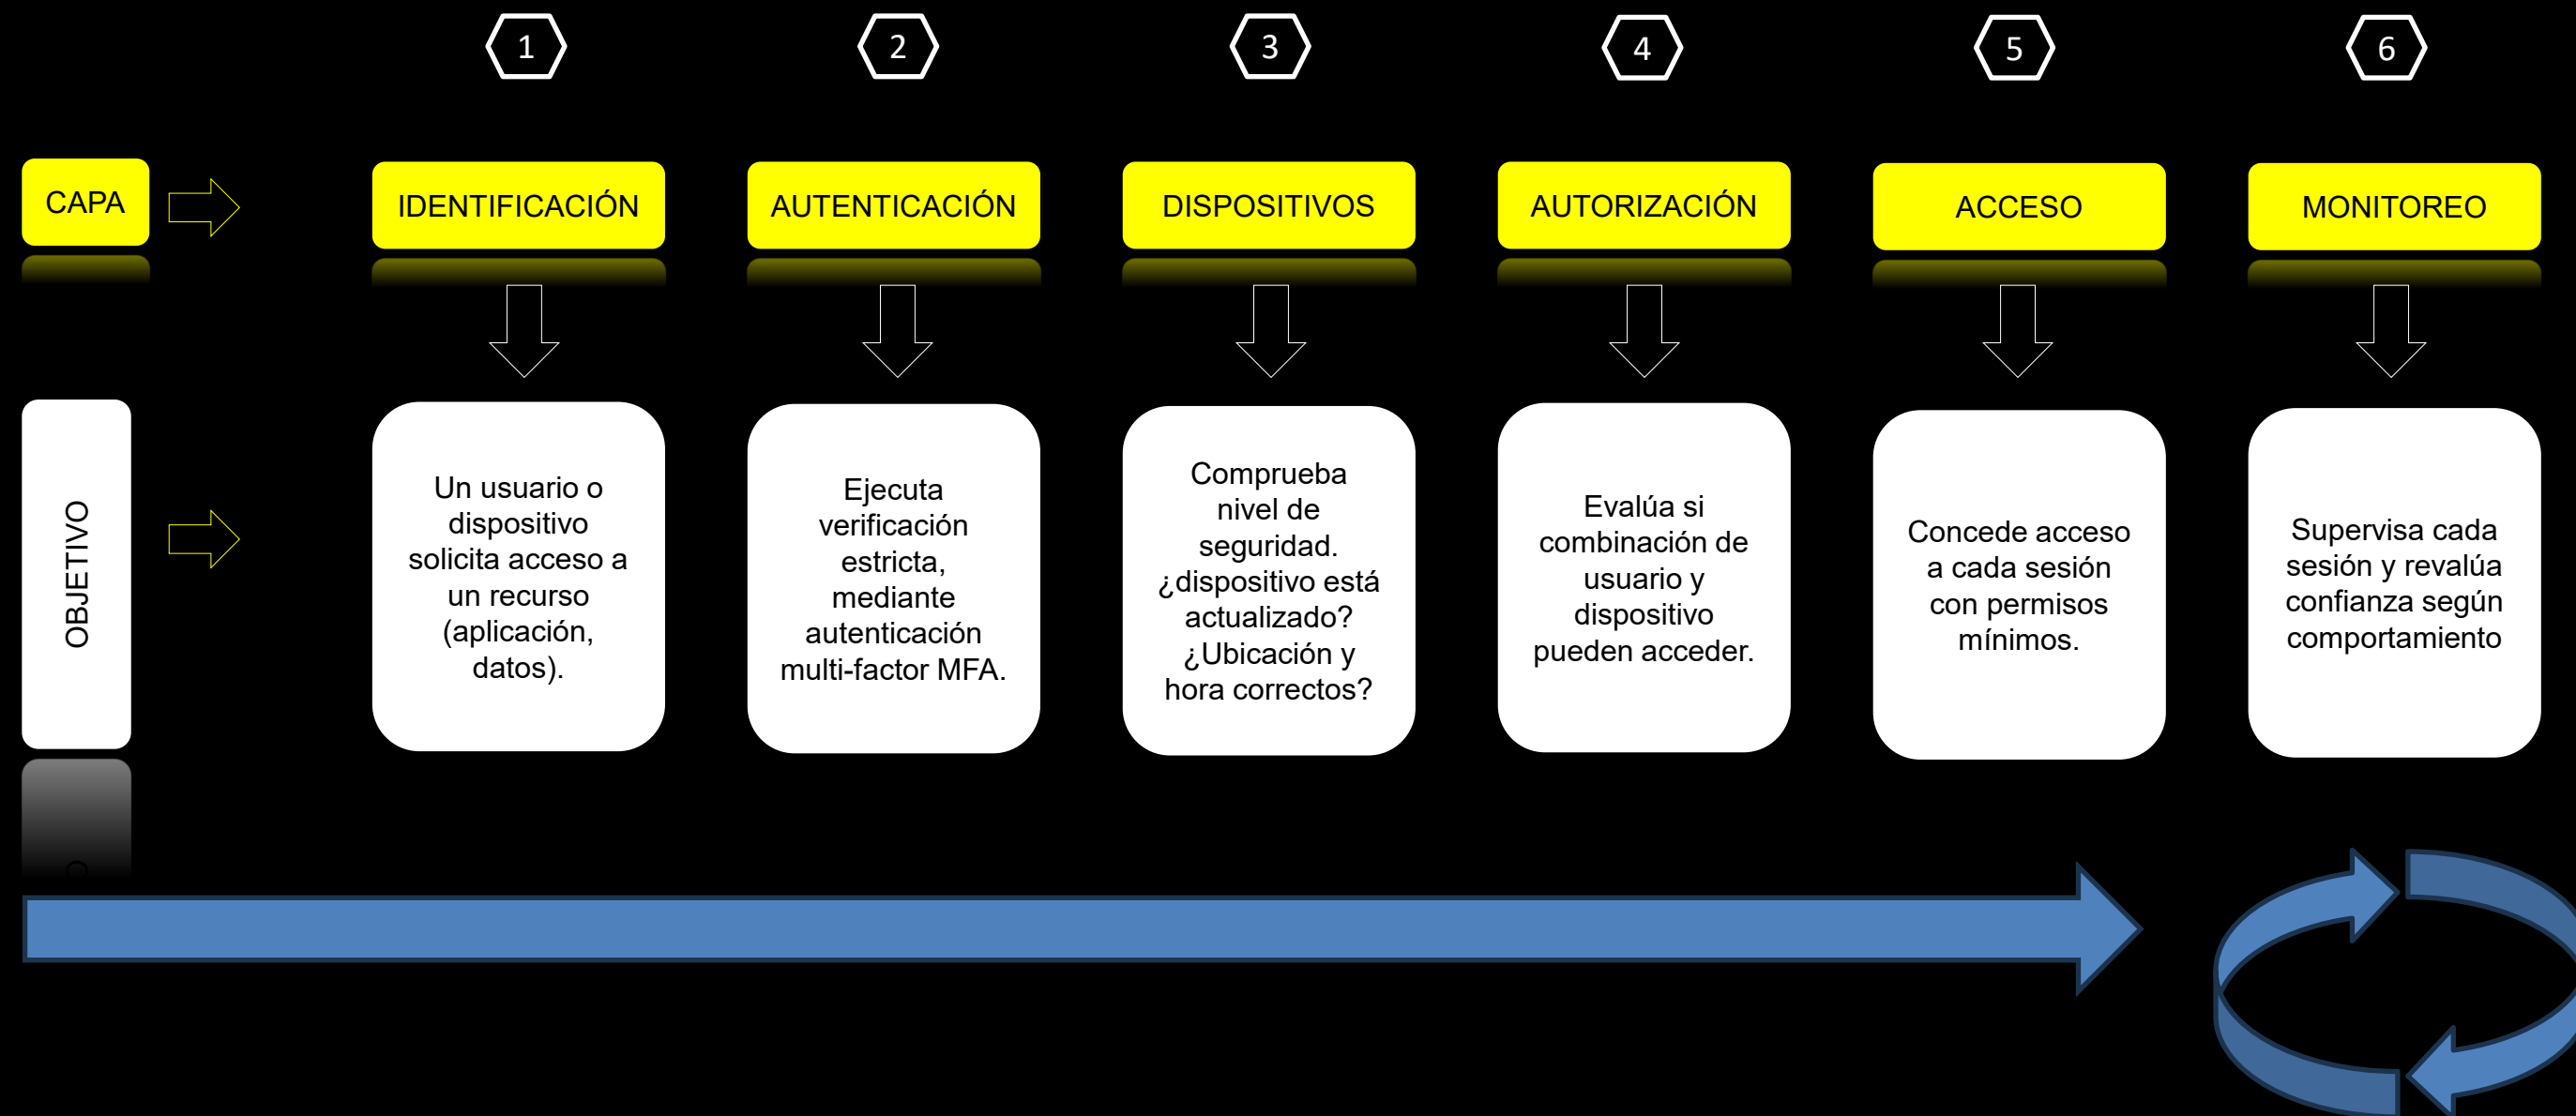 1
2
3
4
5
6
CAPA
IDENTIFICACIÓN
AUTENTICACIÓN
DISPOSITIVOS
AUTORIZACIÓN
ACCESO
MONITOREO
OBJETIVO
Un usuario o
dispositivo
solicita acceso a
un recurso
(aplicación,
datos).
Ejecuta
verificación
estricta,
mediante
autenticación
multi-factor MFA.
Comprueba
nivel de
seguridad.
¿dispositivo está
actualizado?
¿Ubicación y
hora correctos?
Evalúa si
combinación de
usuario y
dispositivo
pueden acceder.
Concede acceso
a cada sesión
con permisos
mínimos.
Supervisa cada
sesión y revalúa
confianza según
comportamiento